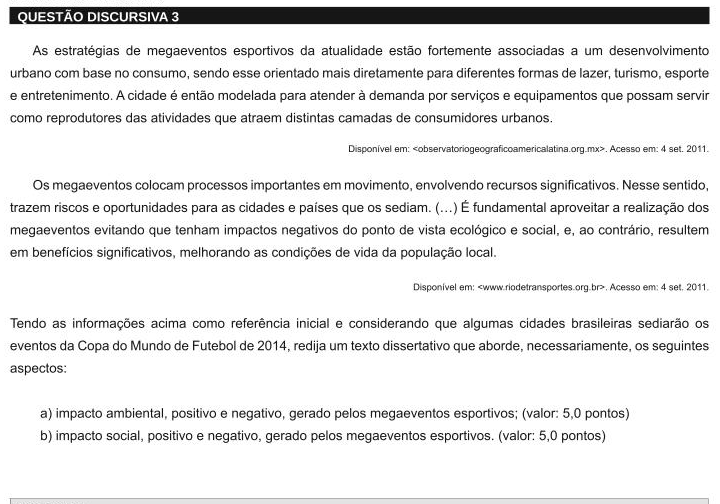 QUESTÃO DISCURSIVA 3
As estratégias de megaeventos esportivos da atualidade estão fortemente associadas a um desenvolvimento
urbano com base no consumo, sendo esse orientado mais diretamente para diferentes formas de lazer, turismo, esporte
e entretenimento. A cidade é então modelada para atender à demanda por serviços e equipamentos que possam servir
como reprodutores das atividades que atraem distintas camadas de consumidores urbanos.
Disponível em: <observatoriogeograficoamericalatina.org.mx>. Acesso em: 4 set. 2011.
Os megaeventos colocam processos importantes em movimento, envolvendo recursos significativos. Nesse sentido,
trazem riscos e oportunidades para as cidades e países que os sediam. (…) É fundamental aproveitar a realização dos
megaeventos evitando que tenham impactos negativos do ponto de vista ecológico e social, e, ao contrário, resultem
em benefícios significativos, melhorando as condições de vida da população local.
Disponível em: <www.riodetransportes.org.br>. Acesso em: 4 set. 2011.
Tendo as informações acima como referência inicial e considerando que algumas cidades brasileiras sediarão os
eventos da Copa do Mundo de Futebol de 2014, redija um texto dissertativo que aborde, necessariamente, os seguintes
aspectos:
a) impacto ambiental, positivo e negativo, gerado pelos megaeventos esportivos; (valor: 5,0 pontos)
b) impacto social, positivo e negativo, gerado pelos megaeventos esportivos. (valor: 5,0 pontos)